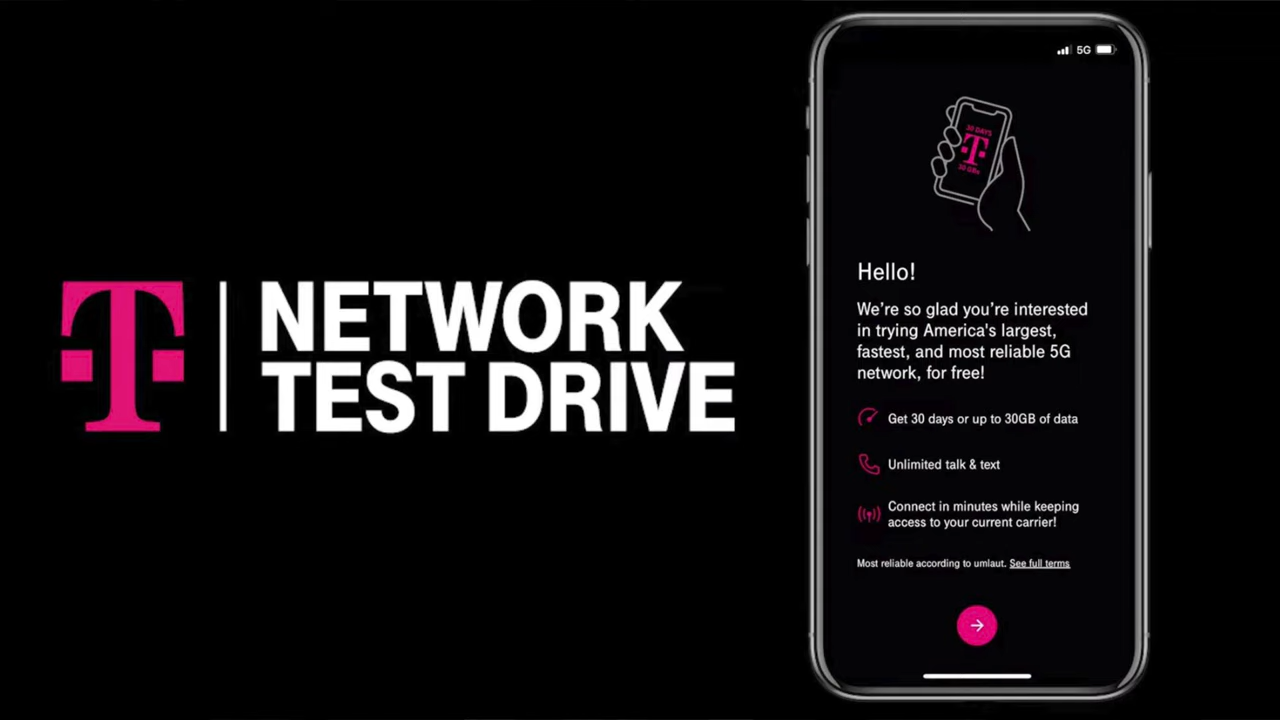 T
NETWORK
TEST DRIVE
5G
30 DAYS
T
30 GBs
Hello!
We're so glad you're interested
in trying America's largest,
fastest, and most reliable 5G
network, for free!
Get 30 days or up to 30GB of data
Unlimited talk & text
Connect in minutes while keeping
access to your current carrier!
Most reliable according to umlaut. See full terms